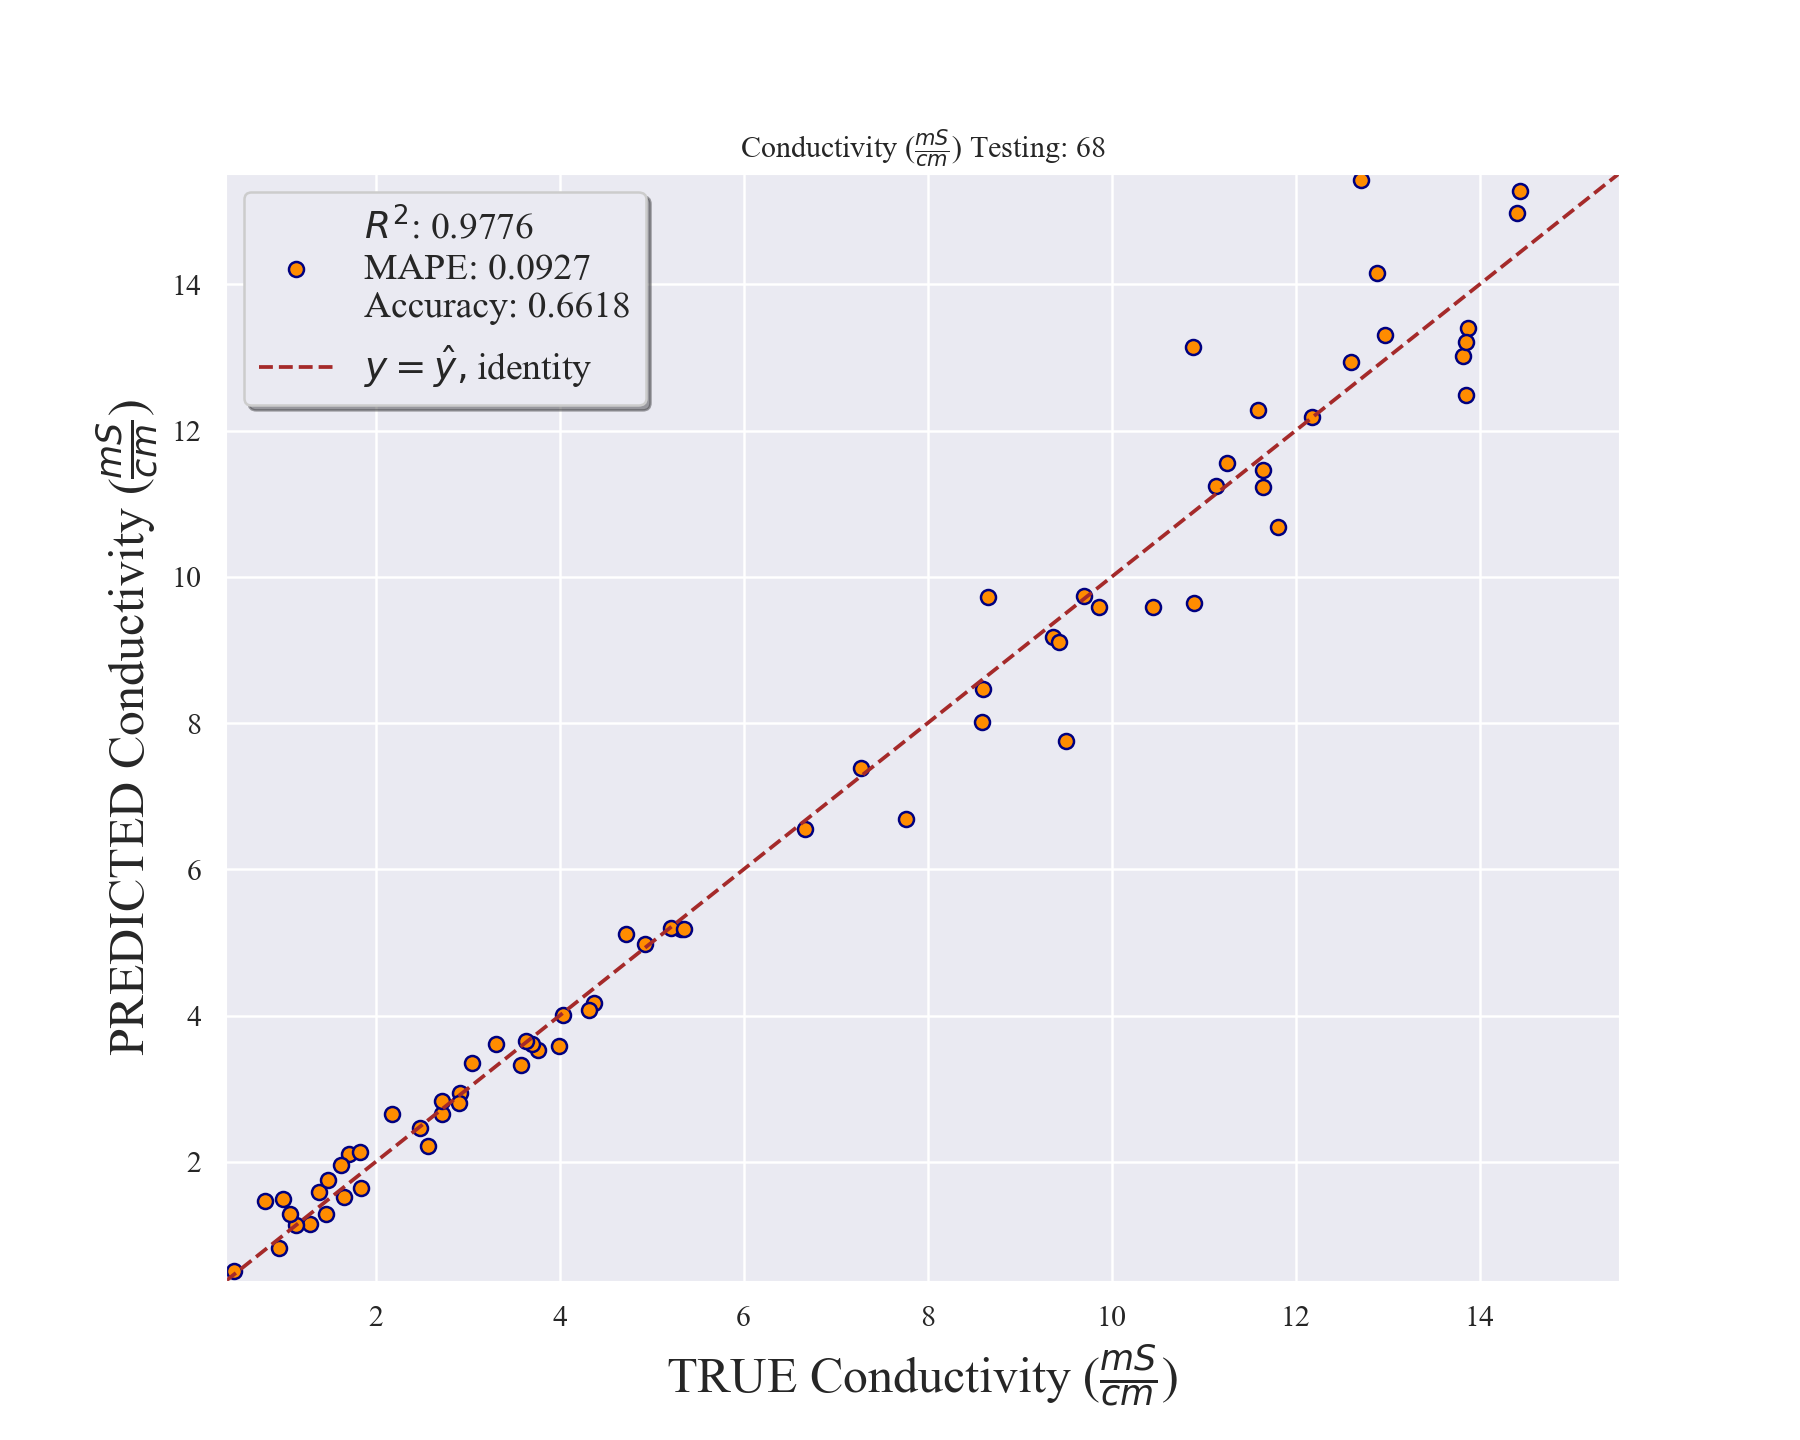 Conductivity (mS/cm) Testing: 68
R²: 0.9776
MAPE: 0.0927
Accuracy: 0.6618
y = ŷ, identity
PREDICTED Conductivity (mS/cm)
14
12
10
8
6
4
2
2 4 6 8 10 12 14
TRUE Conductivity (mS/cm)